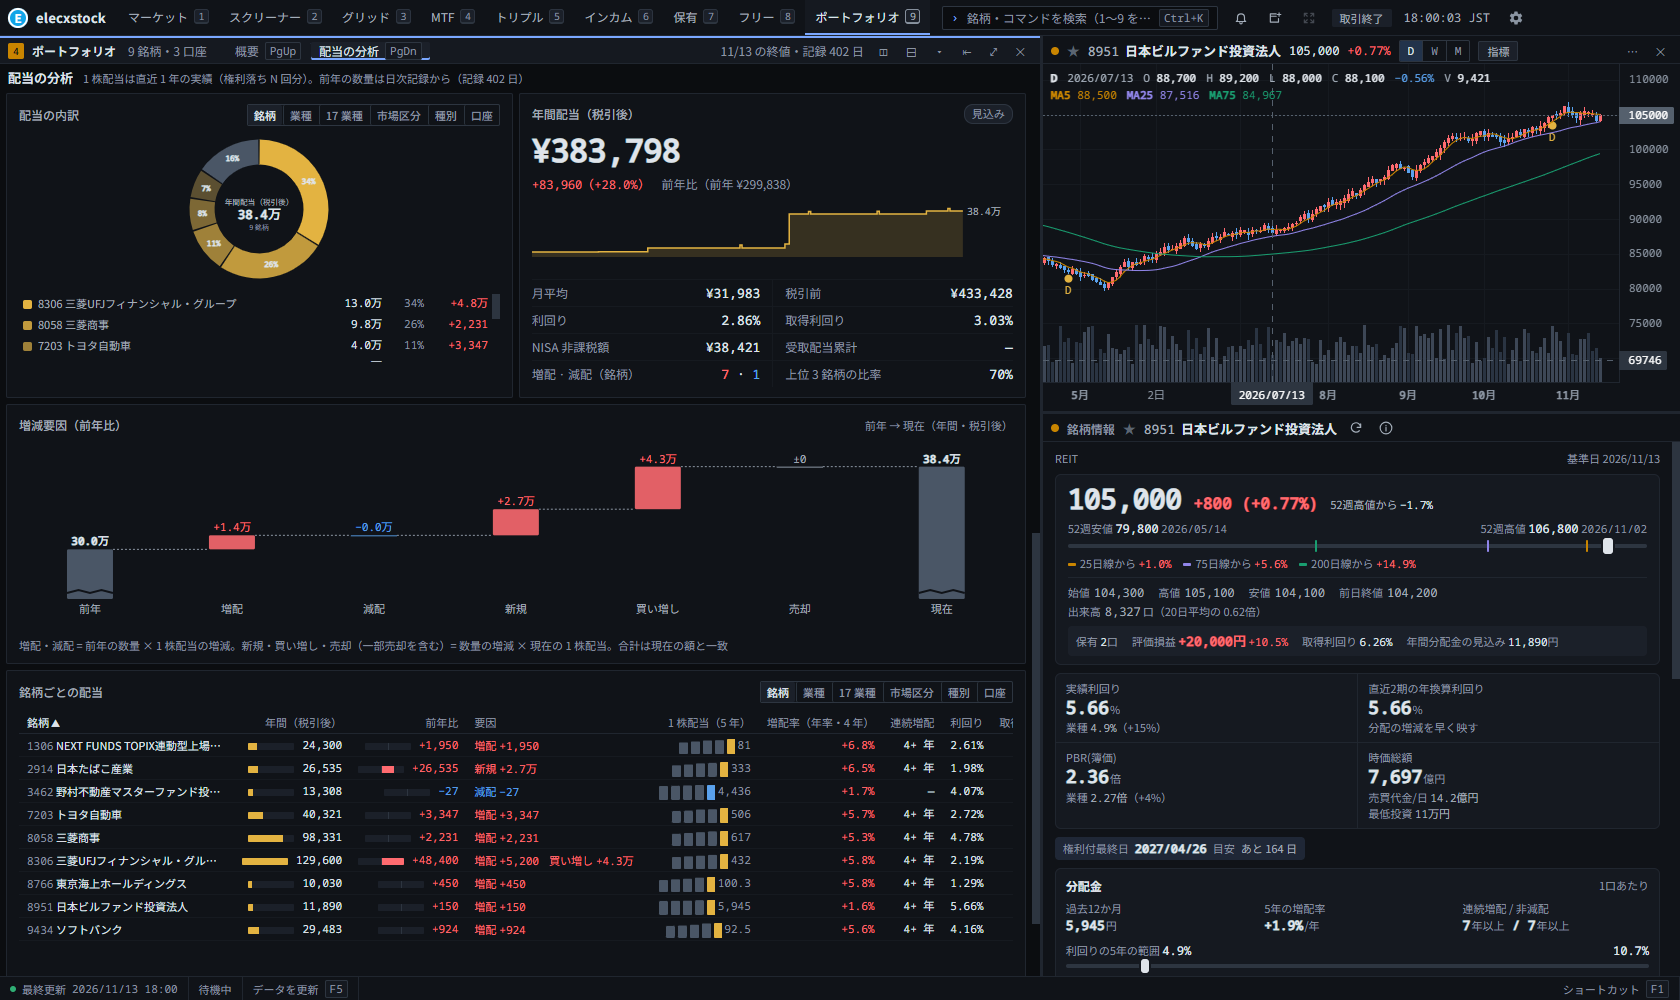 elecxstock マーケット 1 スクリーナー 2 グリッド 3 MTF 4 トリプル 5 インカム 6 保有 7 フリー 8 ポートフォリオ 9 › 銘柄・コマンドを検索（1〜9 を… Ctrl+K 取引終了 18:00:03 JST
4 ポートフォリオ 9 銘柄・3 口座 概要 PgUp 配当の分析 PgDn 11/13 の終値・記録 402 日
配当の分析 1 株配当は直近 1 年の実績（権利落ち N 回分）。前年の数量は日次記録から（記録 402 日）
配当の内訳 銘柄 業種 17 業種 市場区分 種別 口座
16% 34% 7% 8% 11% 26%
年間配当（税引後）
38.4万
9 銘柄
8306 三菱UFJフィナンシャル・グループ 13.0万 34% +4.8万
8058 三菱商事 9.8万 26% +2,231
7203 トヨタ自動車 4.0万 11% +3,347
年間配当（税引後） 見込み
¥383,798
+83,960 (+28.0%) 前年比（前年 ¥299,838）
38.4万
月平均 ¥31,983 税引前 ¥433,428
利回り 2.86% 取得利回り 3.03%
NISA 非課税額 ¥38,421 受取配当累計 —
増配・減配（銘柄） 7 · 1 上位 3 銘柄の比率 70%
増減要因（前年比） 前年 → 現在（年間・税引後）
30.0万 +1.4万 −0.0万 +2.7万 +4.3万 ±0 38.4万
前年 増配 減配 新規 買い増し 売却 現在
増配・減配 = 前年の数量 × 1 株配当の増減。新規・買い増し・売却（一部売却を含む）= 数量の増減 × 現在の 1 株配当。合計は現在の額と一致
銘柄ごとの配当 銘柄 業種 17 業種 市場区分 種別 口座
銘柄▲ 年間（税引後） 前年比 要因 1 株配当（5 年） 増配率（年率・4 年） 連続増配 利回り
1306 NEXT FUNDS TOPIX連動型上場… 24,300 +1,950 増配 +1,950 81 +6.8% 4+ 年 2.61%
2914 日本たばこ産業 26,535 +26,535 新規 +2.7万 333 +6.5% 4+ 年 1.98%
3462 野村不動産マスターファンド投… 13,308 −27 減配 −27 4,436 +1.7% — 4.07%
7203 トヨタ自動車 40,321 +3,347 増配 +3,347 506 +5.7% 4+ 年 2.72%
8058 三菱商事 98,331 +2,231 増配 +2,231 617 +5.3% 4+ 年 4.78%
8306 三菱UFJフィナンシャル・グル… 129,600 +48,400 増配 +5,200 買い増し +4.3万 432 +5.8% 4+ 年 2.19%
8766 東京海上ホールディングス 10,030 +450 増配 +450 100.3 +5.8% 4+ 年 1.29%
8951 日本ビルファンド投資法人 11,890 +150 増配 +150 5,945 +1.6% 4+ 年 5.66%
9434 ソフトバンク 29,483 +924 増配 +924 92.5 +5.6% 4+ 年 4.16%
最終更新 2026/11/13 18:00 待機中 データを更新 F5 ショートカット F1
★ 8951 日本ビルファンド投資法人 105,000 +0.77% D W M 指標
D 2026/07/13 O 88,700 H 89,200 L 88,000 C 88,100 −0.56% V 9,421
MA5 88,500 MA25 87,516 MA75 84,967
110000
105000
100000
95000
90000
85000
80000
75000
69746
D D
5月 2日 2026/07/13 8月 9月 10月 11月
銘柄情報 ★ 8951 日本ビルファンド投資法人
REIT 基準日 2026/11/13
105,000 +800 (+0.77%) 52週高値から −1.7%
52週安値 79,800 2026/05/14 52週高値 106,800 2026/11/02
25日線から +1.0% 75日線から +5.6% 200日線から +14.9%
始値 104,300 高値 105,100 安値 104,100 前日終値 104,200
出来高 8,327 口（20日平均の 0.62倍）
保有 2口 評価損益 +20,000円 +10.5% 取得利回り 6.26% 年間分配金の見込み 11,890円
実績利回り 直近2期の年換算利回り
5.66% 5.66%
業種 4.9%（+15%） 分配の増減を早く映す
PBR(簿価) 時価総額
2.36倍 7,697億円
業種 2.27倍（+4%） 売買代金/日 14.2億円
最低投資 11万円
権利付最終日 2027/04/26 目安 あと 164 日
分配金 1口あたり
過去12か月 5年の増配率 連続増配 / 非減配
5,945円 +1.9%/年 7年以上 / 7年以上
利回りの5年の範囲 4.9% 10.7%